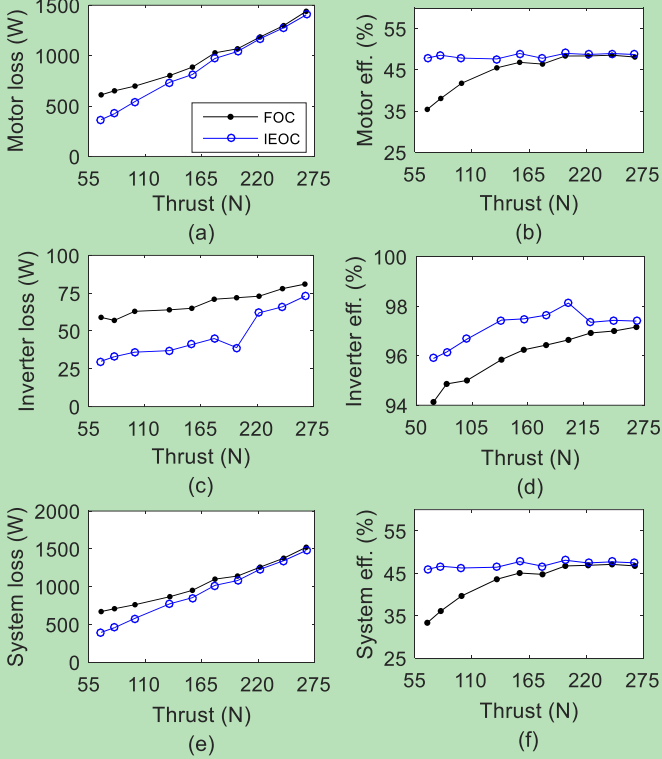 Motor loss (W)
1500
1000
500
0
FOC
IEOC
55 110 165 220 275
Thrust (N)
(a)
Motor eff. (%)
55
45
35
25
55 110 165 220 275
Thrust (N)
(b)
Inverter loss (W)
100
75
50
25
0
55 110 165 220 275
Thrust (N)
(c)
Inverter eff. (%)
100
98
96
94
50 105 160 215 275
Thrust (N)
(d)
System loss (W)
2000
1500
1000
500
0
55 110 165 220 275
Thrust (N)
(e)
System eff. (%)
55
45
35
25
55 110 165 220 275
Thrust (N)
(f)